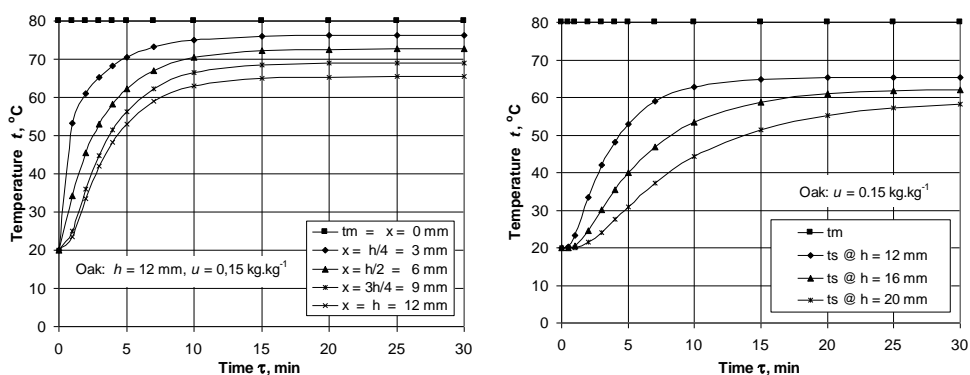 80
70
60
50
40
30
20
10
0
0 5 10 15 20 25 30
Temperature t, °C
Time τ, min
Oak: h = 12 mm, u = 0,15 kg.kg-1
tm = x = 0 mm
x = h/4 = 3 mm
x = h/2 = 6 mm
x = 3h/4 = 9 mm
x = h = 12 mm
80
70
60
50
40
30
20
10
0
0 5 10 15 20 25 30
Temperature t, °C
Time τ, min
Oak: u = 0.15 kg.kg-1
tm
ts @ h = 12 mm
ts @ h = 16 mm
ts @ h = 20 mm